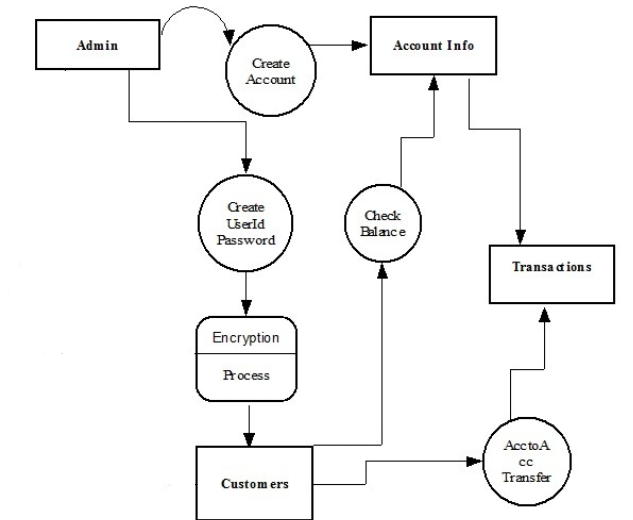 Admin
Create
Account
Account Info
Create
UserId
Password
Check
Balance
Transactions
Encryption
Process
Customers
AcctoA
cc
Transfer